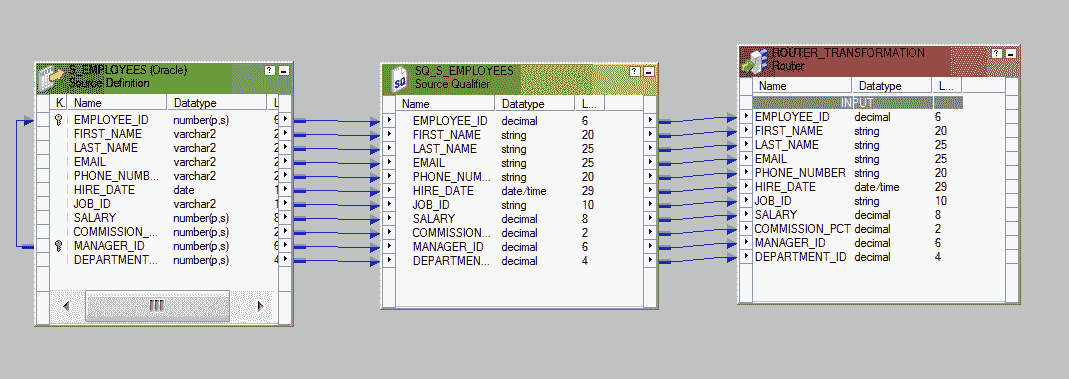 S_EMPLOYEES (Oracle)
Source Definition
K. Name Datatype L
EMPLOYEE_ID number(p,s) 6
FIRST_NAME varchar2 2
LAST_NAME varchar2 2
EMAIL varchar2 2
PHONE_NUMB... varchar2 2
HIRE_DATE date 1
JOB_ID varchar2 1
SALARY number(p,s) 8
COMMISSION_... number(p,s) 2
MANAGER_ID number(p,s) 6
DEPARTMENT... number(p,s) 4
SQ_S_EMPLOYEES
Source Qualifier
Name Datatype L...
EMPLOYEE_ID decimal 6
FIRST_NAME string 20
LAST_NAME string 25
EMAIL string 25
PHONE_NUM... string 20
HIRE_DATE date/time 29
JOB_ID string 10
SALARY decimal 8
COMMISSION... decimal 2
MANAGER_ID decimal 6
DEPARTMEN... decimal 4
ROUTER_TRANSFORMATION
Router
Name Datatype L...
INPUT
EMPLOYEE_ID decimal 6
FIRST_NAME string 20
LAST_NAME string 25
EMAIL string 25
PHONE_NUMBER string 20
HIRE_DATE date/time 29
JOB_ID string 10
SALARY decimal 8
COMMISSION_PCT decimal 2
MANAGER_ID decimal 6
DEPARTMENT_ID decimal 4